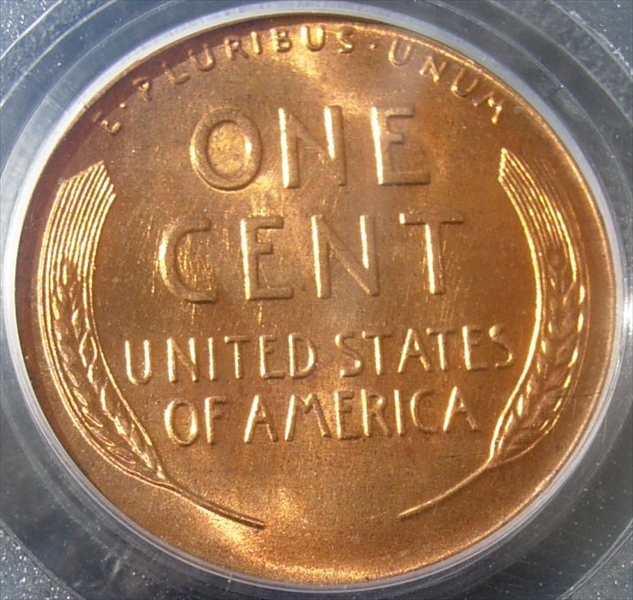 E·PLURIBUS·UNUM
ONE
CENT
UNITED STATES
OF AMERICA